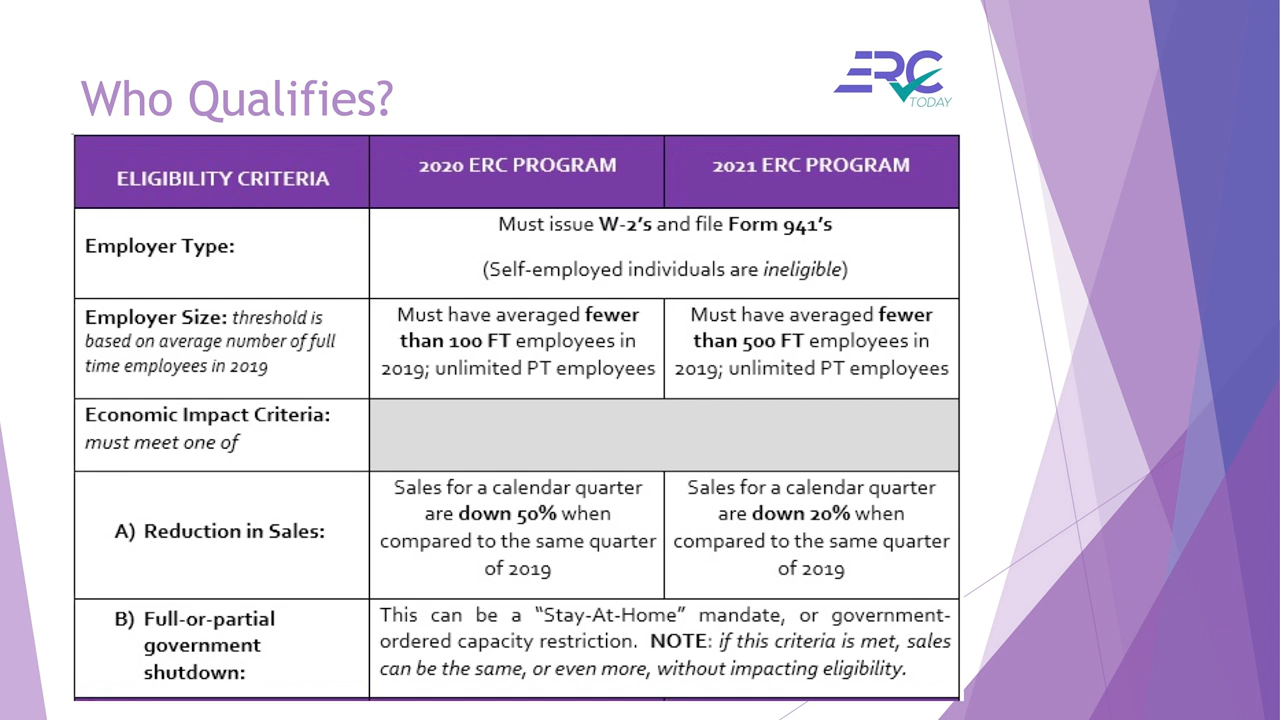 Who Qualifies?
ERC
TODAY
ELIGIBILITY CRITERIA
2020 ERC PROGRAM
2021 ERC PROGRAM
Employer Type:
Must issue W-2's and file Form 941's
(Self-employed individuals are ineligible)
Employer Size: threshold is
based on average number of full
time employees in 2019
Must have averaged fewer
than 100 FT employees in
2019; unlimited PT employees
Must have averaged fewer
than 500 FT employees in
2019; unlimited PT employees
Economic Impact Criteria:
must meet one of
A) Reduction in Sales:
Sales for a calendar quarter
are down 50% when
compared to the same quarter
of 2019
Sales for a calendar quarter
are down 20% when
compared to the same quarter
of 2019
B) Full-or-partial
government
shutdown:
This can be a “Stay-At-Home” mandate, or government-
ordered capacity restriction. NOTE: if this criteria is met, sales
can be the same, or even more, without impacting eligibility.